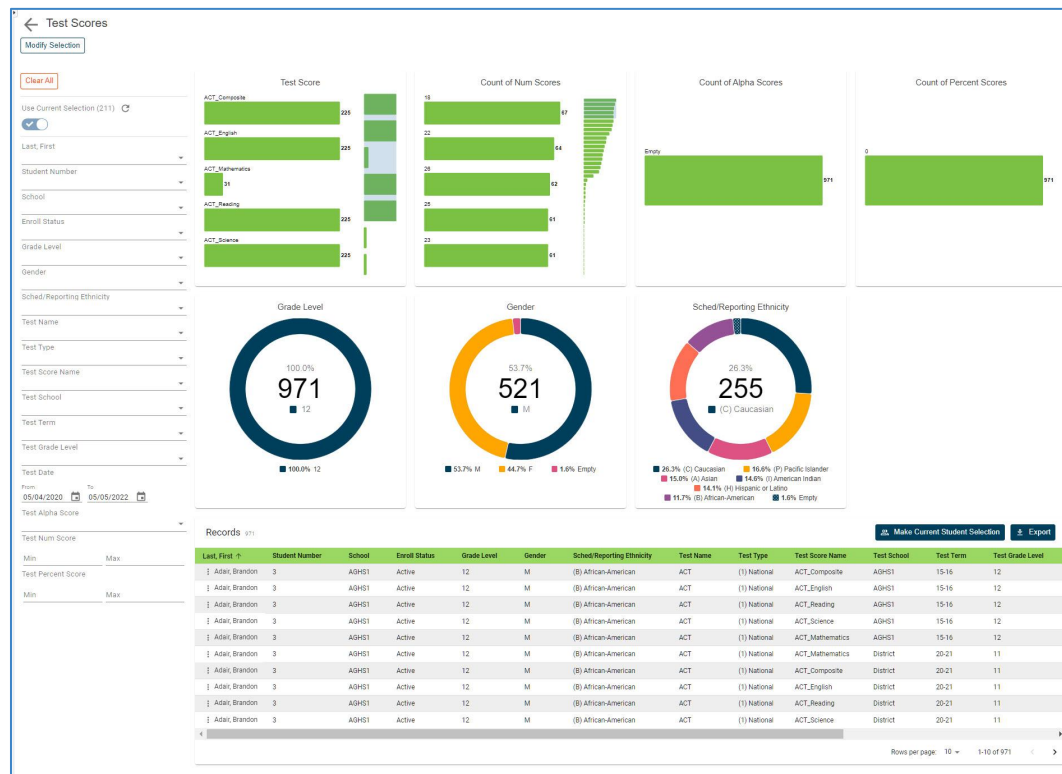 Test Scores
Modify Selection
Clear All
Use Current Selection (211)
Last, First
Student Number
School
Enroll Status
Grade Level
Gender
Sched/Reporting Ethnicity
Test Name
Test Type
Test Score Name
Test School
Test Term
Test Grade Level
Test Date
From To
05/04/2020 05/05/2022
Test Alpha Score
Test Num Score
Min Max
Test Percent Score
Min Max
Test Score
ACT_Composite
225
ACT_English
225
ACT_Mathematics
31
ACT_Reading
225
ACT_Science
225
Count of Num Scores
18
67
22
64
26
62
25
61
23
61
Count of Alpha Scores
Empty
971
Count of Percent Scores
0
971
Grade Level
100.0%
971
12
100.0% 12
Gender
53.7%
521
M
53.7% M 44.7% F 1.6% Empty
Sched/Reporting Ethnicity
26.3%
255
(C) Caucasian
26.3% (C) Caucasian 16.6% (P) Pacific Islander
15.0% (A) Asian 14.6% (I) American Indian
14.1% (H) Hispanic or Latino
11.7% (B) African-American 1.6% Empty
Records 971
Make Current Student Selection Export
Last, First Student Number School Enroll Status Grade Level Gender Sched/Reporting Ethnicity Test Name Test Type Test Score Name Test School Test Term Test Grade Level
Adair, Brandon 3 AGHS1 Active 12 M (B) African-American ACT (1) National ACT_Composite AGHS1 15-16 12
Adair, Brandon 3 AGHS1 Active 12 M (B) African-American ACT (1) National ACT_English AGHS1 15-16 12
Adair, Brandon 3 AGHS1 Active 12 M (B) African-American ACT (1) National ACT_Reading AGHS1 15-16 12
Adair, Brandon 3 AGHS1 Active 12 M (B) African-American ACT (1) National ACT_Science AGHS1 15-16 12
Adair, Brandon 3 AGHS1 Active 12 M (B) African-American ACT (1) National ACT_Mathematics AGHS1 15-16 12
Adair, Brandon 3 AGHS1 Active 12 M (B) African-American ACT (1) National ACT_Mathematics District 20-21 11
Adair, Brandon 3 AGHS1 Active 12 M (B) African-American ACT (1) National ACT_Composite District 20-21 11
Adair, Brandon 3 AGHS1 Active 12 M (B) African-American ACT (1) National ACT_English District 20-21 11
Adair, Brandon 3 AGHS1 Active 12 M (B) African-American ACT (1) National ACT_Reading District 20-21 11
Adair, Brandon 3 AGHS1 Active 12 M (B) African-American ACT (1) National ACT_Science District 20-21 11
Rows per page: 10 1-10 of 971